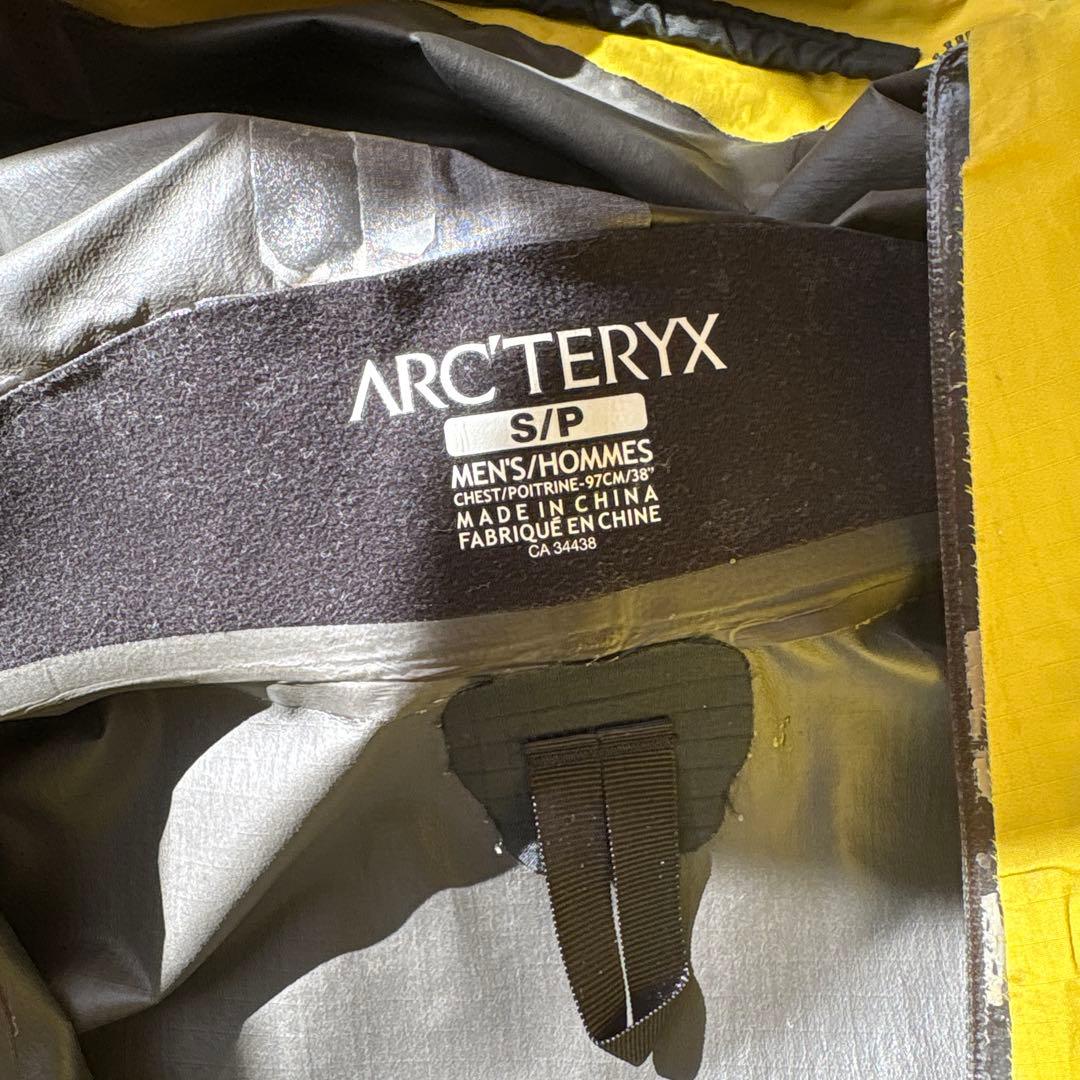 ARC'TERYX
S/P
MEN'S/HOMMES
CHEST/POITRINE-97CM/38"
MADE IN CHINA
FABRIQUÉ EN CHINE
CA 34438